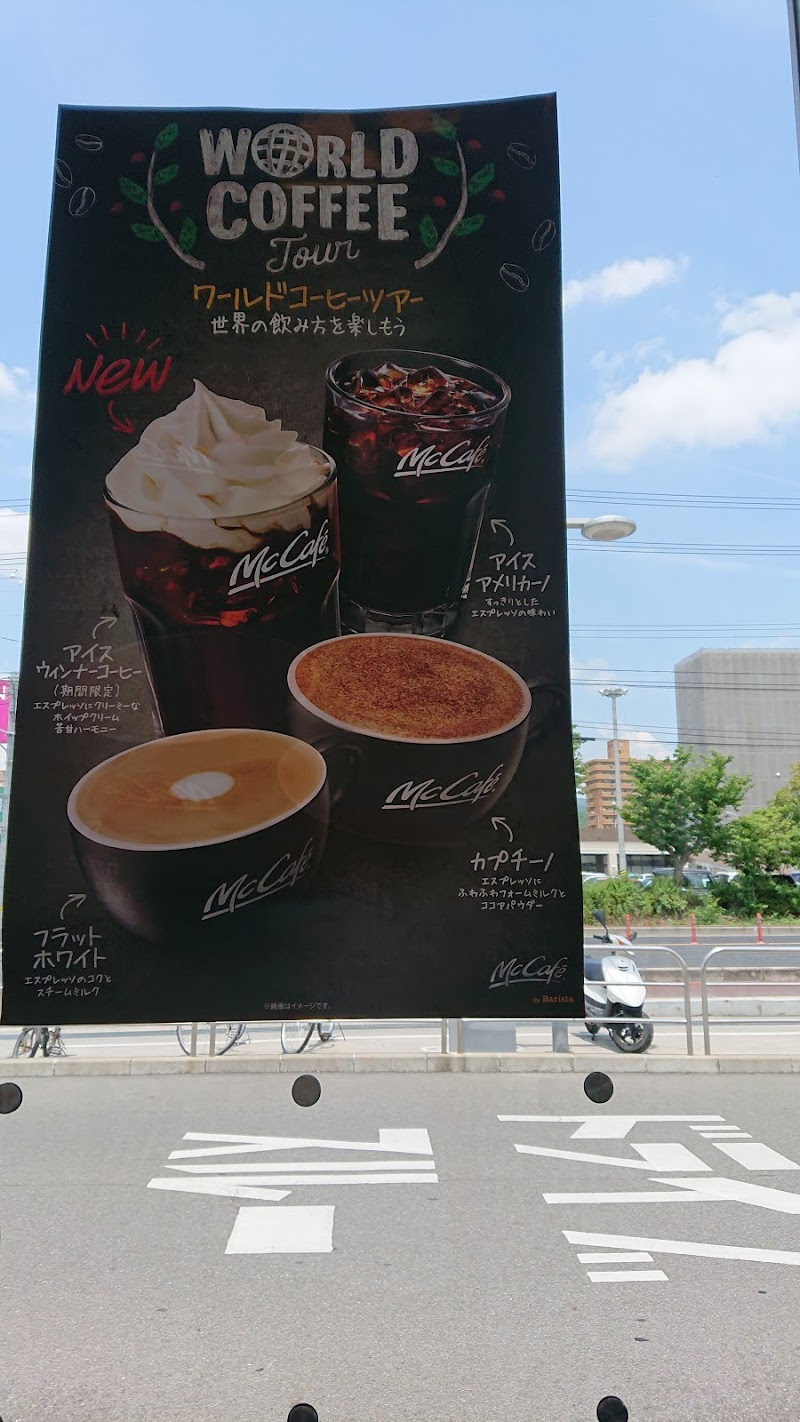 WORLD
COFFEE
Tour
ワールドコーヒーツアー
世界の飲み方を楽しもう
New
McCafé
McCafé
アイス
アメリカーノ
すっきりとした
エスプレッソの味わい
アイス
ウィンナーコーヒー
(期間限定)
エスプレッソにクリーミーな
ホイップクリーム
苦甘ハーモニー
McCafé
McCafé
カプチーノ
エスプレッソに
ふわふわフォームミルクと
ココアパウダー
フラット
ホワイト
エスプレッソのコクと
スチームミルク
McCafé
by Barista
※画像はイメージです。